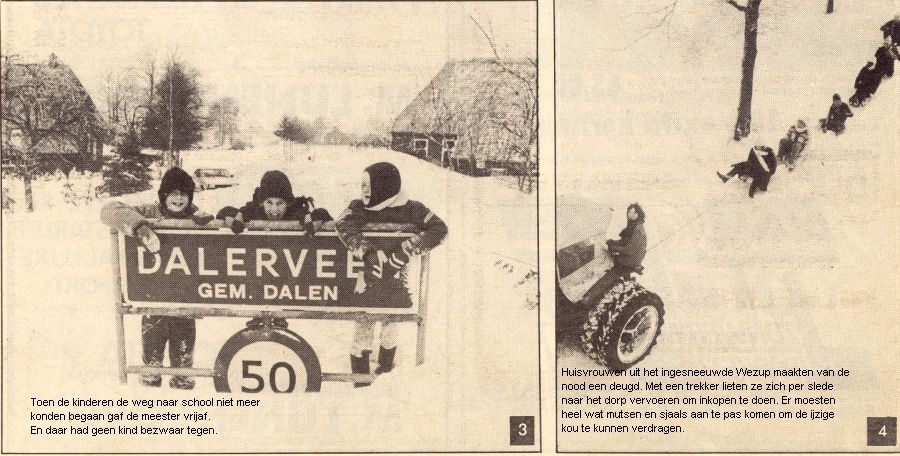 DALERVEE
GEM. DALEN
50
Toen de kinderen de weg naar school niet meer
konden begaan gaf de meester vrijaf.
En daar had geen kind bezwaar tegen.
3
Huisvrouwen uit het ingesneeuwde Wezup maakten van de
nood een deugd. Met een trekker lieten ze zich per slede
naar het dorp vervoeren om inkopen te doen. Er moesten
heel wat mutsen en sjaals aan te pas komen om de ijzige
kou te kunnen verdragen.
4